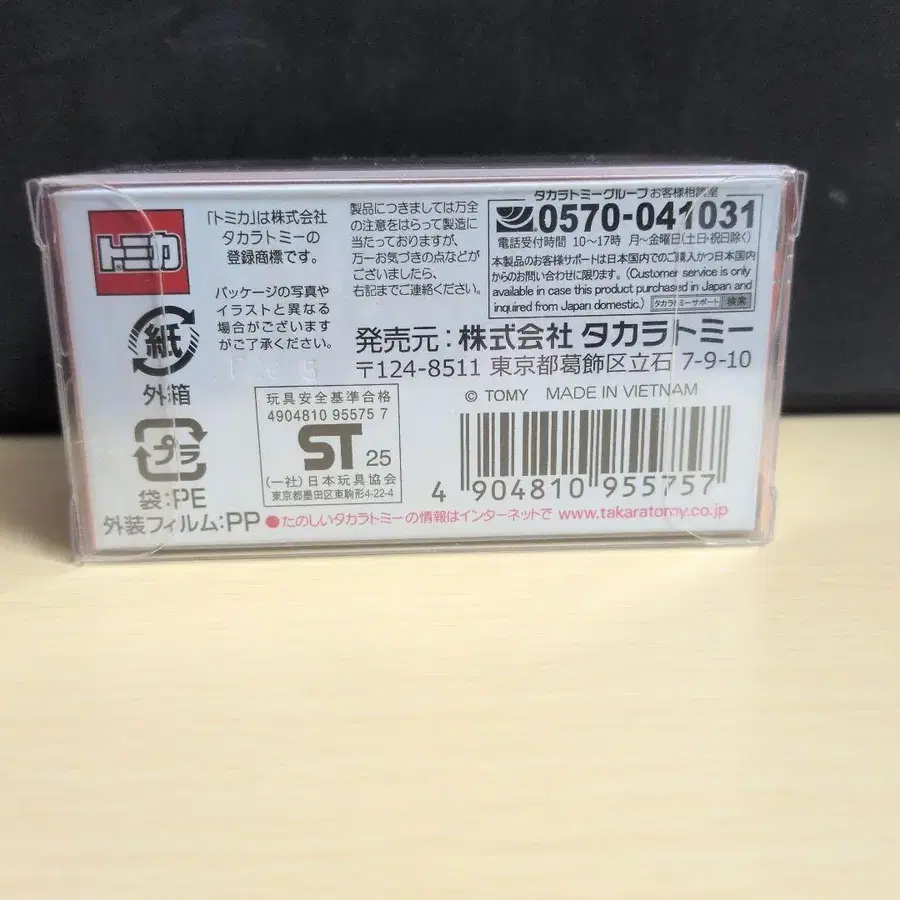 トミカ
「トミカ」は株式会社
タカラトミーの
登録商標です。
パッケージの写真や
イラストと異なる
場合がございます
がご了承ください。
製品につきましては万全
の注意をはらって製造に
当たっておりますが、
万一お気づきの点などが
ございましたら、
右記までご連絡ください。
タカラトミーグループお客様相談室
0570-041031
電話受付時間 10〜17時 月〜金曜日(土日・祝日除く)
本製品のお客様サポートは日本国内でのご購入かつ日本国内
からのお問い合わせに限ります。(Customer service is only
available in case this product purchased in Japan and
inquired from Japan domestic.) タカラトミーサポート 検索
発売元:株式会社 タカラトミー
〒124-8511 東京都葛飾区立石 7-9-10
© TOMY MADE IN VIETNAM
紙
外箱
プラ
袋:PE
外装フィルム:PP
玩具安全基準合格
4904810 95575 7
ST 25
(一社)日本玩具協会
東京都墨田区東駒形4-22-4
4 904810 955757
●たのしいタカラトミーの情報はインターネットで www.takaratomy.co.jp